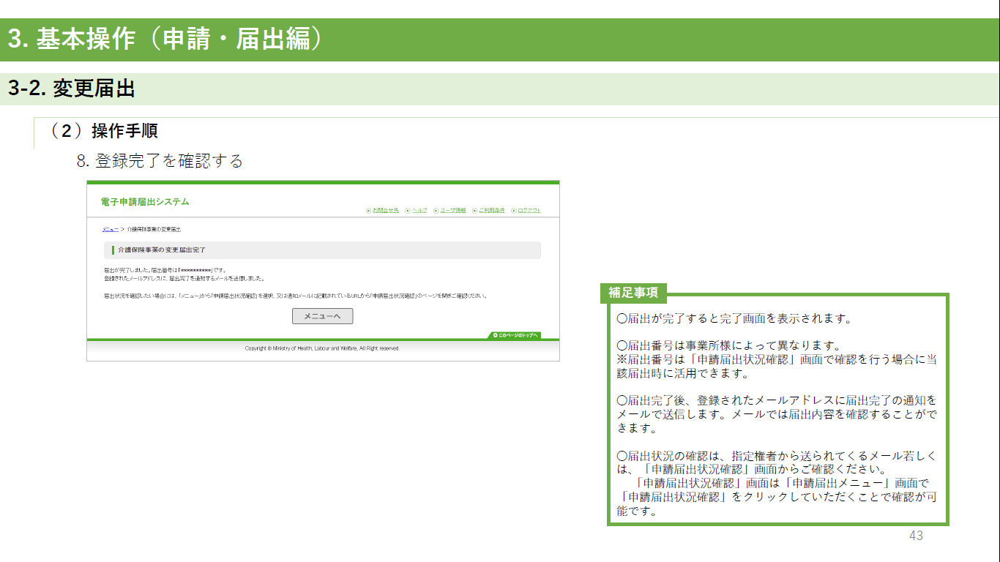 3. 基本操作（申請・届出編）
3-2. 変更届出
（２）操作手順
8. 登録完了を確認する
電子申請届出システム
お問合せ先 ヘルプ ユーザ情報 ご利用条件 ログアウト
メニュー > 介護保険事業の変更届出
介護保険事業の変更届出完了
届出が完了しました。届出番号は「**********」です。
登録されたメールアドレスに、届出完了を通知するメールを送信しました。
届出状況を確認したい場合には、「メニュー」から「申請届出状況確認」を選択、又は通知メールに記載されているURLから「申請届出状況確認」のページを開きご確認ください。
メニューへ
このページのトップへ
Copyright © Ministry of Health, Labour and Welfare, All Right reserved.
補足事項
〇届出が完了すると完了画面を表示されます。
〇届出番号は事業所様によって異なります。
※届出番号は「申請届出状況確認」画面で確認を行う場合に当
該届出時に活用できます。
〇届出完了後、登録されたメールアドレスに届出完了の通知を
メールで送信します。メールでは届出内容を確認することがで
きます。
〇届出状況の確認は、指定権者から送られてくるメール若しく
は、「申請届出状況確認」画面からご確認ください。
「申請届出状況確認」画面は「申請届出メニュー」画面で
「申請届出状況確認」をクリックしていただくことで確認が可
能です。
43